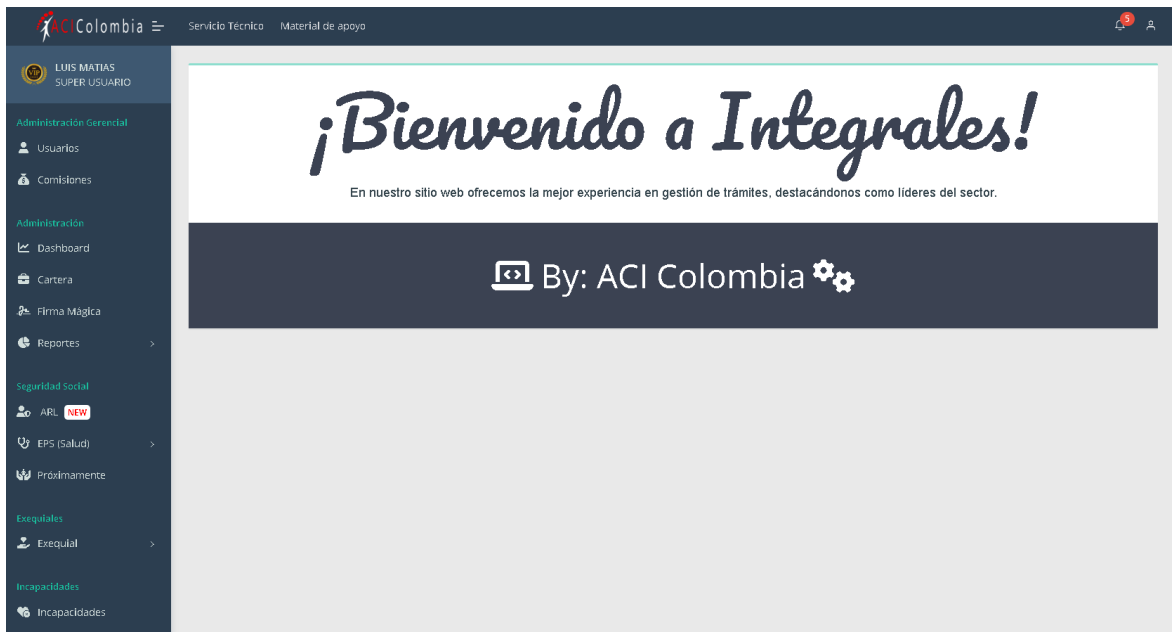 ACIColombia
Servicio Técnico
Material de apoyo
5
VIP
LUIS MATIAS
SUPER USUARIO
Administración Gerencial
Usuarios
Comisiones
Administración
Dashboard
Cartera
Firma Mágica
Reportes
Seguridad Social
ARL NEW
EPS (Salud)
Próximamente
Exequiales
Exequial
Incapacidades
Incapacidades
¡Bienvenido a Integrales!
En nuestro sitio web ofrecemos la mejor experiencia en gestión de trámites, destacándonos como líderes del sector.
By: ACI Colombia